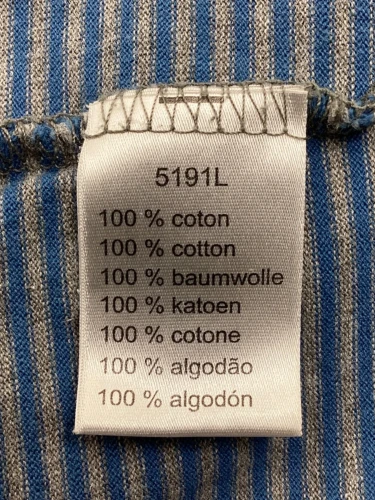 5191L
100 % coton
100 % cotton
100 % baumwolle
100 % katoen
100 % cotone
100 % algodão
100 % algodón